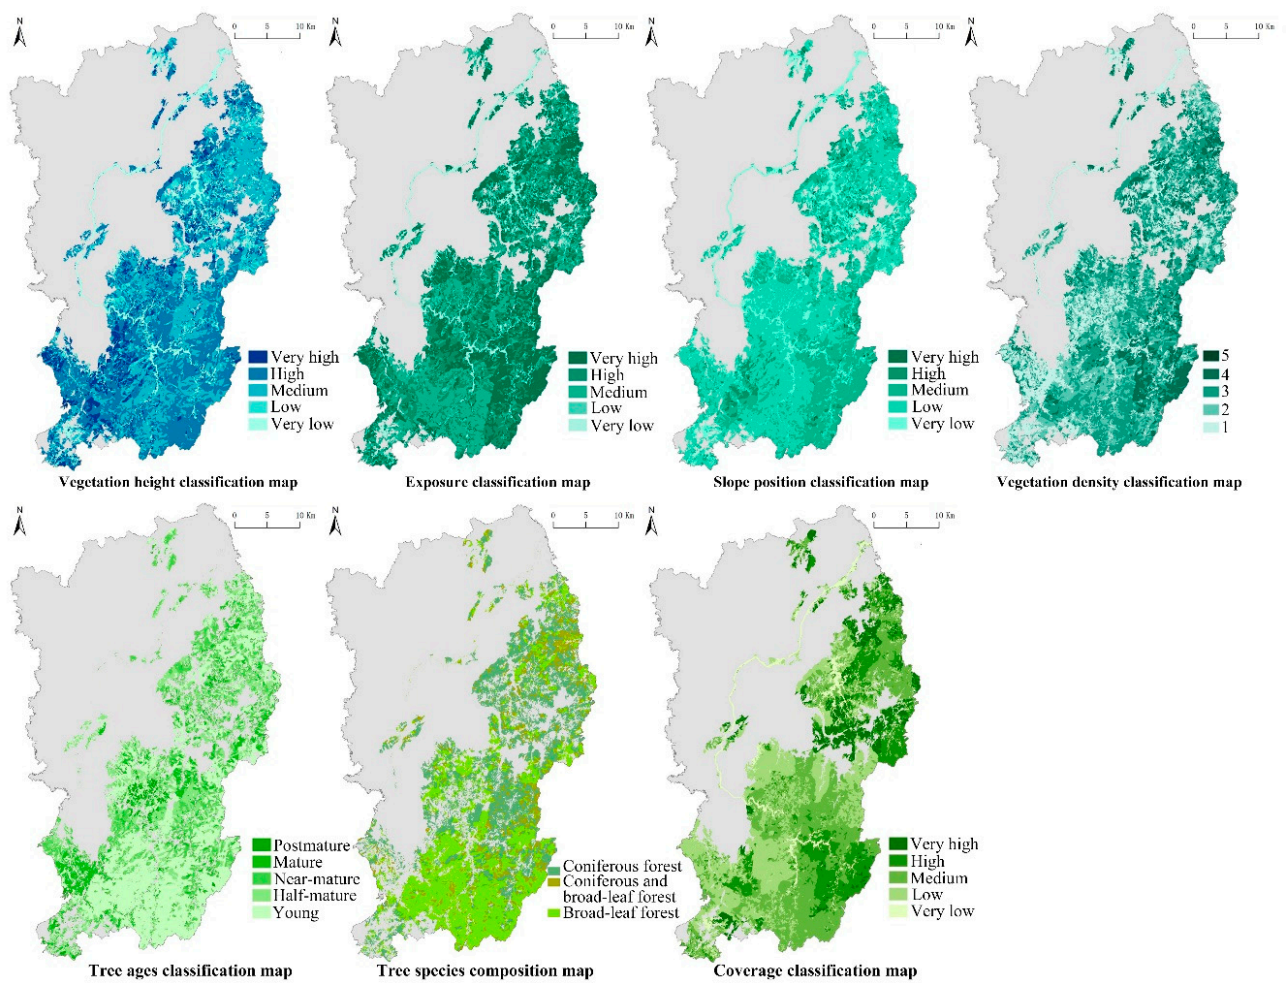 N
0 5 10 Km
Very high
High
Medium
Low
Very low
Vegetation height classification map
N
0 5 10 Km
Very high
High
Medium
Low
Very low
Exposure classification map
N
0 5 10 Km
Very high
High
Medium
Low
Very low
Slope position classification map
N
0 5 10 Km
5
4
3
2
1
Vegetation density classification map
N
0 5 10 Km
Postmature
Mature
Near-mature
Half-mature
Young
Tree ages classification map
N
0 5 10 Km
Coniferous forest
Coniferous and
broad-leaf forest
Broad-leaf forest
Tree species composition map
N
0 5 10 Km
Very high
High
Medium
Low
Very low
Coverage classification map